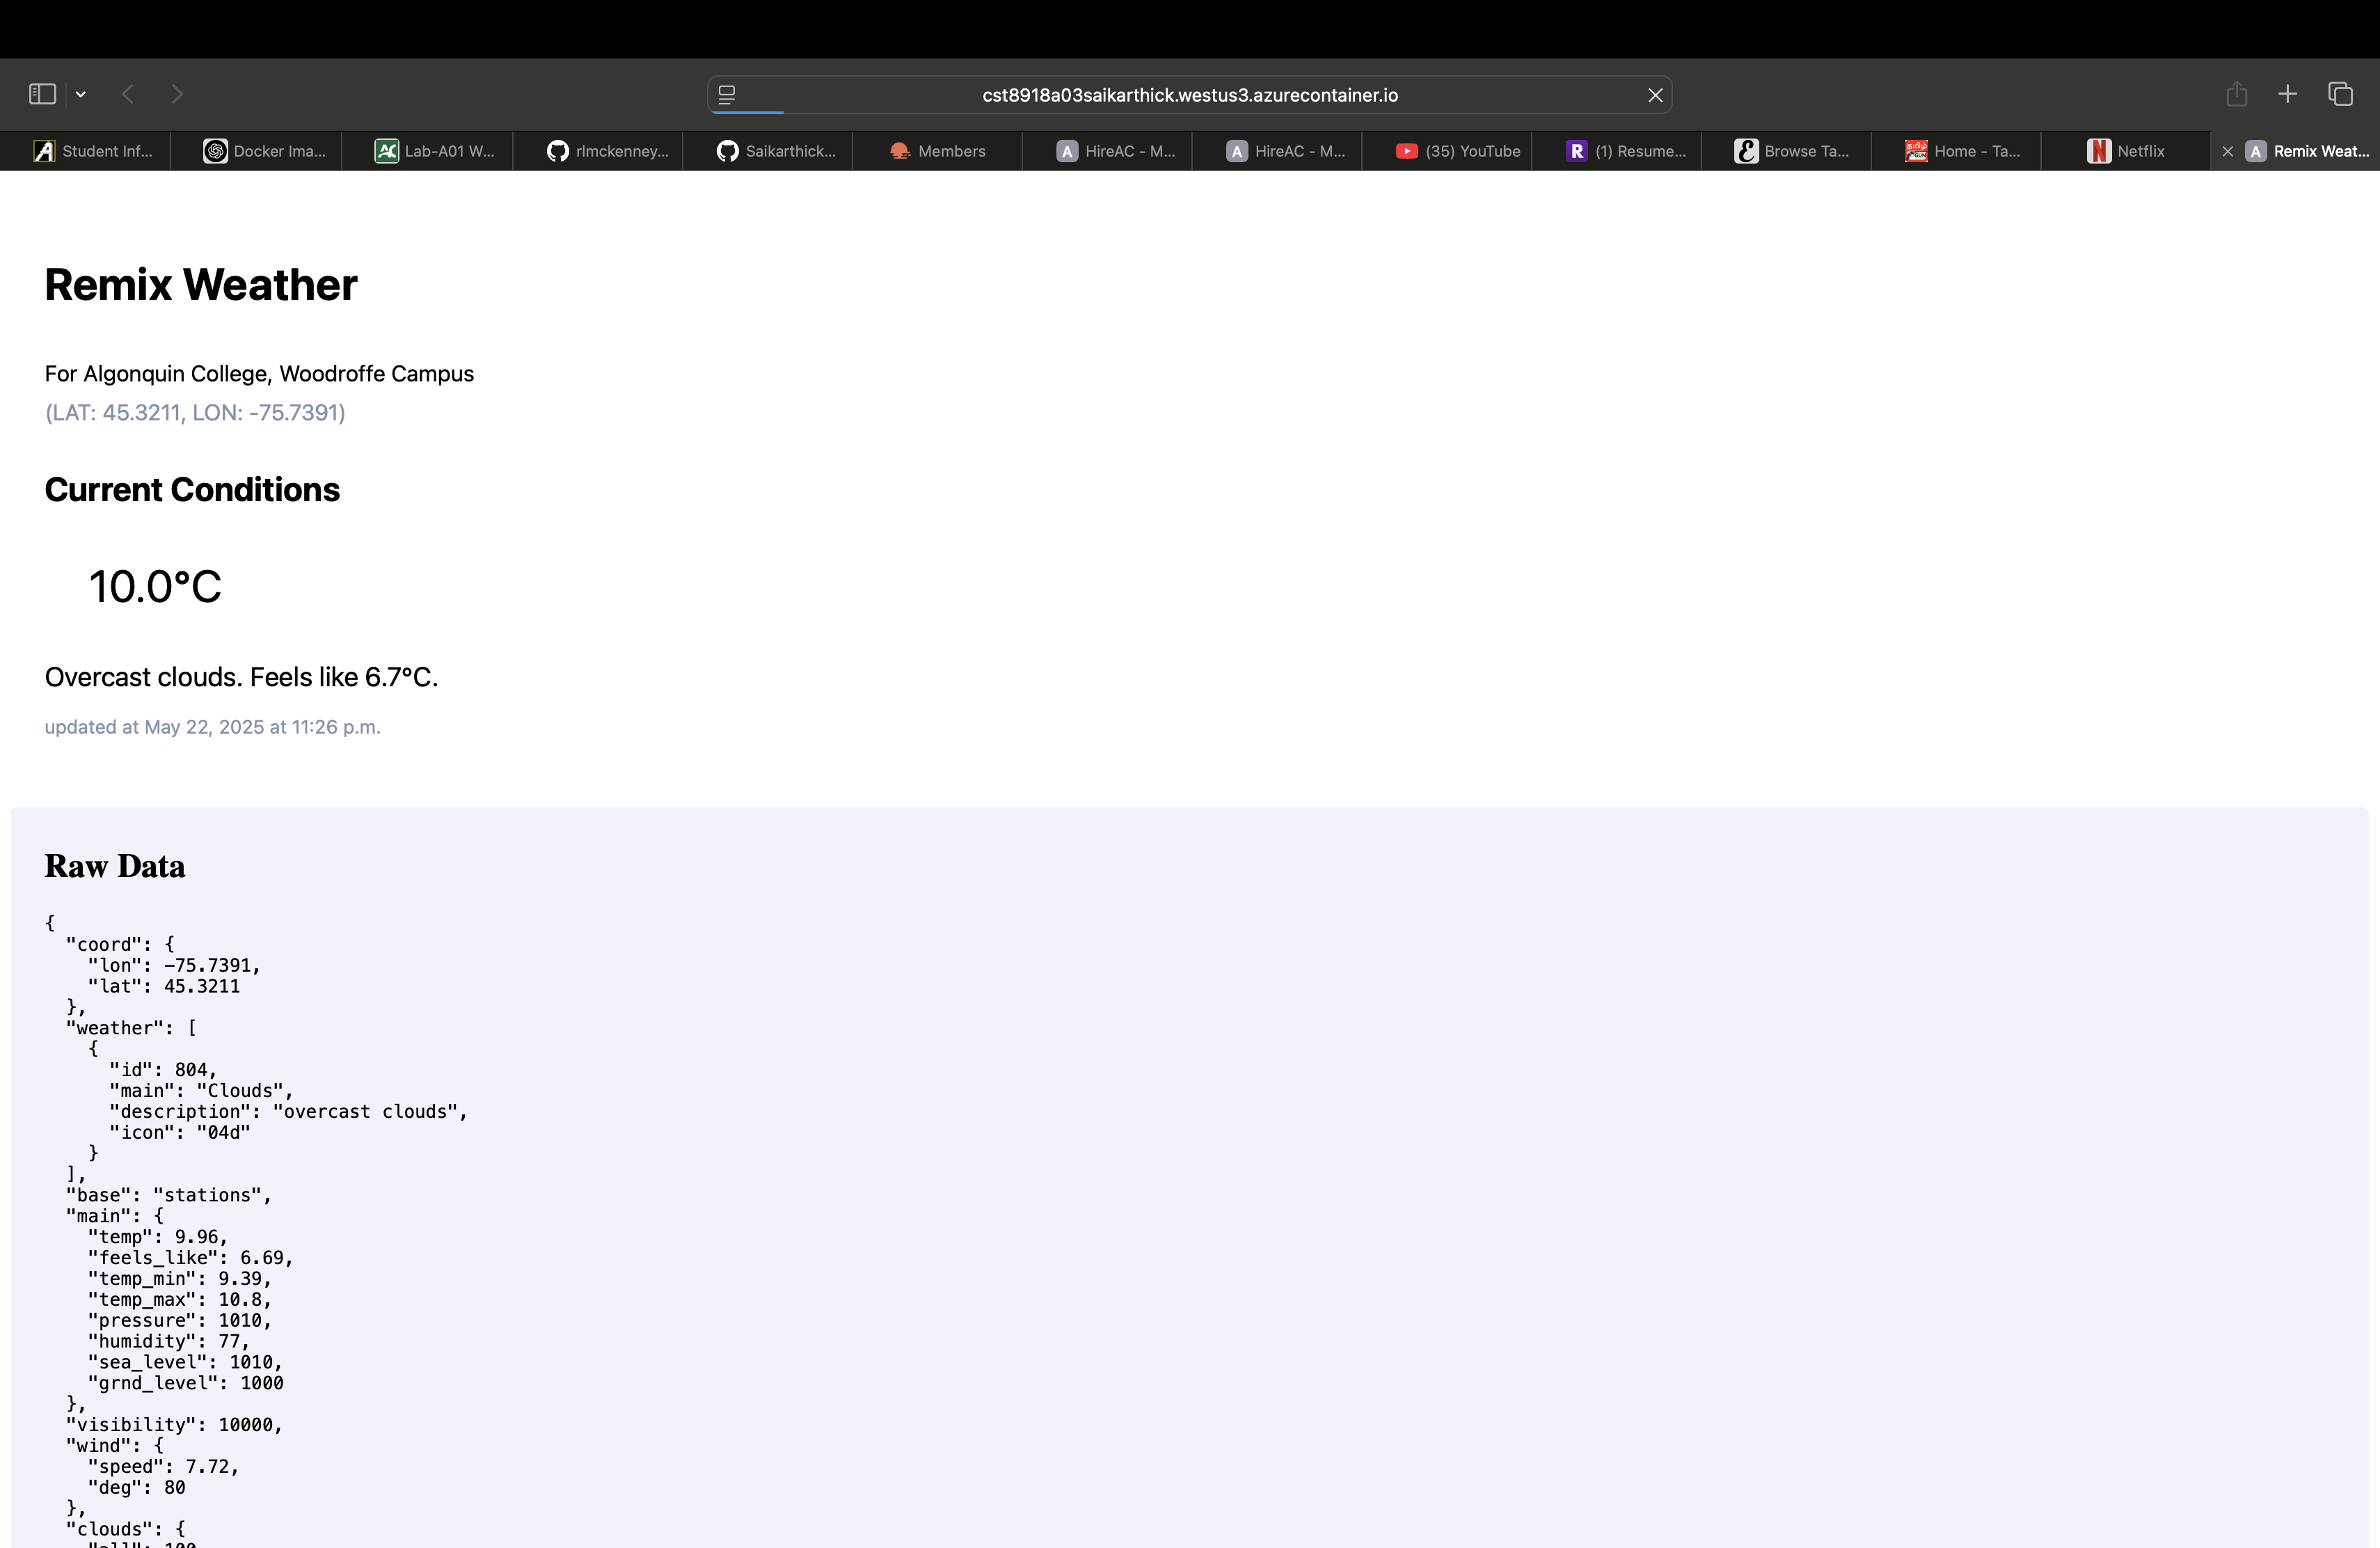 cst8918a03saikarthick.westus3.azurecontainer.io
Student Inf...
Docker Ima...
Lab-A01 W...
rlmckenney...
Saikarthick...
Members
HireAC - M...
HireAC - M...
(35) YouTube
(1) Resume...
Browse Ta...
Home - Ta...
Netflix
Remix Weat...
Remix Weather
For Algonquin College, Woodroffe Campus
(LAT: 45.3211, LON: -75.7391)
Current Conditions
10.0°C
Overcast clouds. Feels like 6.7°C.
updated at May 22, 2025 at 11:26 p.m.
Raw Data
{
  "coord": {
    "lon": -75.7391,
    "lat": 45.3211
  },
  "weather": [
    {
      "id": 804,
      "main": "Clouds",
      "description": "overcast clouds",
      "icon": "04d"
    }
  ],
  "base": "stations",
  "main": {
    "temp": 9.96,
    "feels_like": 6.69,
    "temp_min": 9.39,
    "temp_max": 10.8,
    "pressure": 1010,
    "humidity": 77,
    "sea_level": 1010,
    "grnd_level": 1000
  },
  "visibility": 10000,
  "wind": {
    "speed": 7.72,
    "deg": 80
  },
  "clouds": {